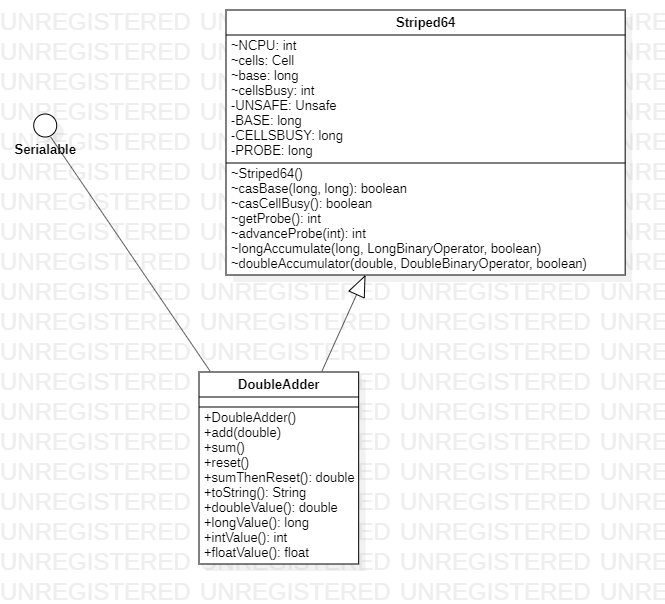 Striped64
~NCPU: int
~cells: Cell
~base: long
~cellsBusy: int
-UNSAFE: Unsafe
-BASE: long
-CELLSBUSY: long
-PROBE: long
~Striped64()
~casBase(long, long): boolean
~casCellBusy(): boolean
~getProbe(): int
~advanceProbe(int): int
~longAccumulate(long, LongBinaryOperator, boolean)
~doubleAccumulator(double, DoubleBinaryOperator, boolean)
Serialable
DoubleAdder
+DoubleAdder()
+add(double)
+sum()
+reset()
+sumThenReset(): double
+toString(): String
+doubleValue(): double
+longValue(): long
+intValue(): int
+floatValue(): float
UNREGISTERED UNREGISTERED UNREGISTERED UNRE